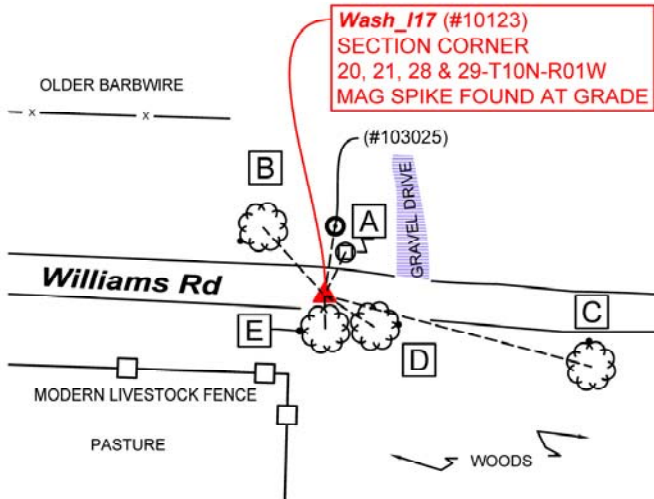 Wash_I17 (#10123)
SECTION CORNER
20, 21, 28 & 29-T10N-R01W
MAG SPIKE FOUND AT GRADE
OLDER BARBWIRE
x
x
(#103025)
B
A
GRAVEL DRIVE
Williams Rd
C
E
D
MODERN LIVESTOCK FENCE
PASTURE
WOODS